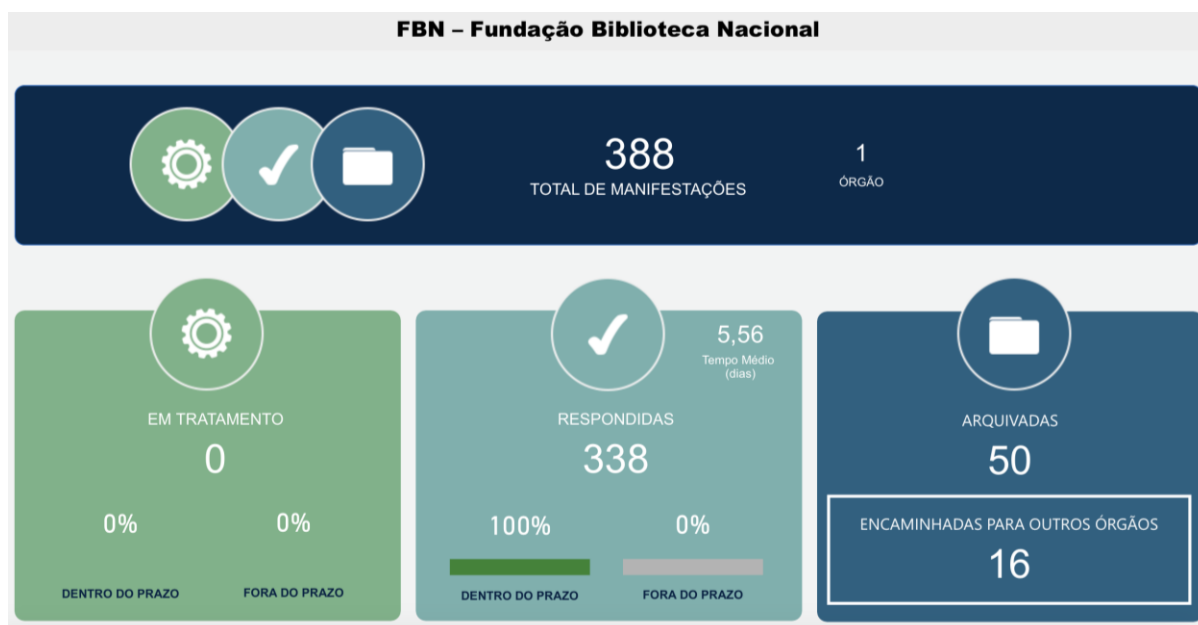 FBN – Fundação Biblioteca Nacional
388
TOTAL DE MANIFESTAÇÕES
1
ÓRGÃO
EM TRATAMENTO
0
0%
0%
DENTRO DO PRAZO
FORA DO PRAZO
5,56
Tempo Médio
(dias)
RESPONDIDAS
338
100%
0%
DENTRO DO PRAZO
FORA DO PRAZO
ARQUIVADAS
50
ENCAMINHADAS PARA OUTROS ÓRGÃOS
16